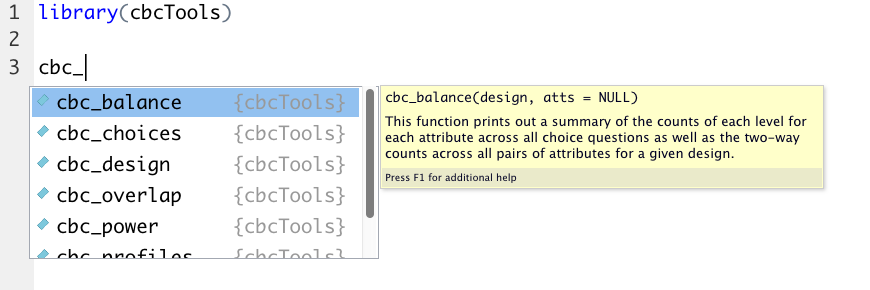 1 library(cbcTools)
2
3 cbc_
cbc_balance {cbcTools}
cbc_choices {cbcTools}
cbc_design {cbcTools}
cbc_overlap {cbcTools}
cbc_power {cbcTools}
cbc_profiles {cbcTools}
cbc_balance(design, atts = NULL)
This function prints out a summary of the counts of each level for
each attribute across all choice questions as well as the two-way
counts across all pairs of attributes for a given design.
Press F1 for additional help